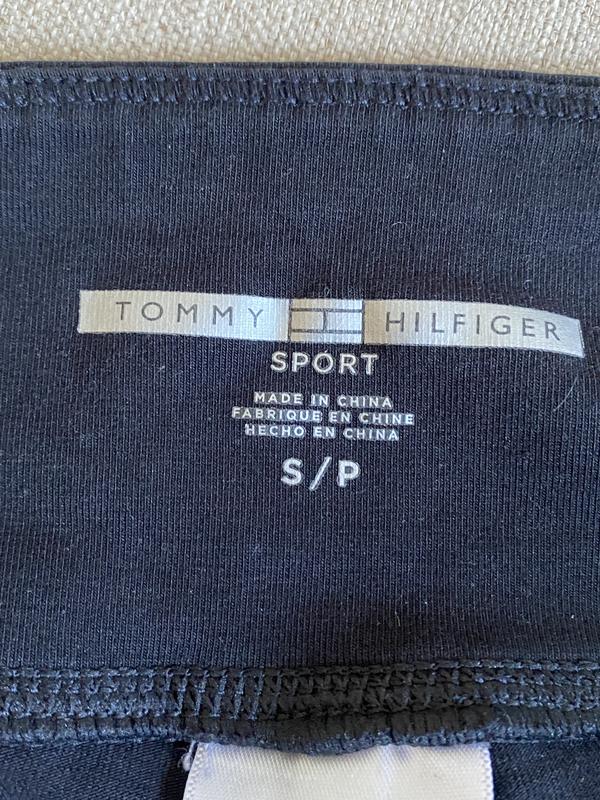 TOMMY HILFIGER
SPORT
MADE IN CHINA
FABRIQUE EN CHINE
HECHO EN CHINA
S/P